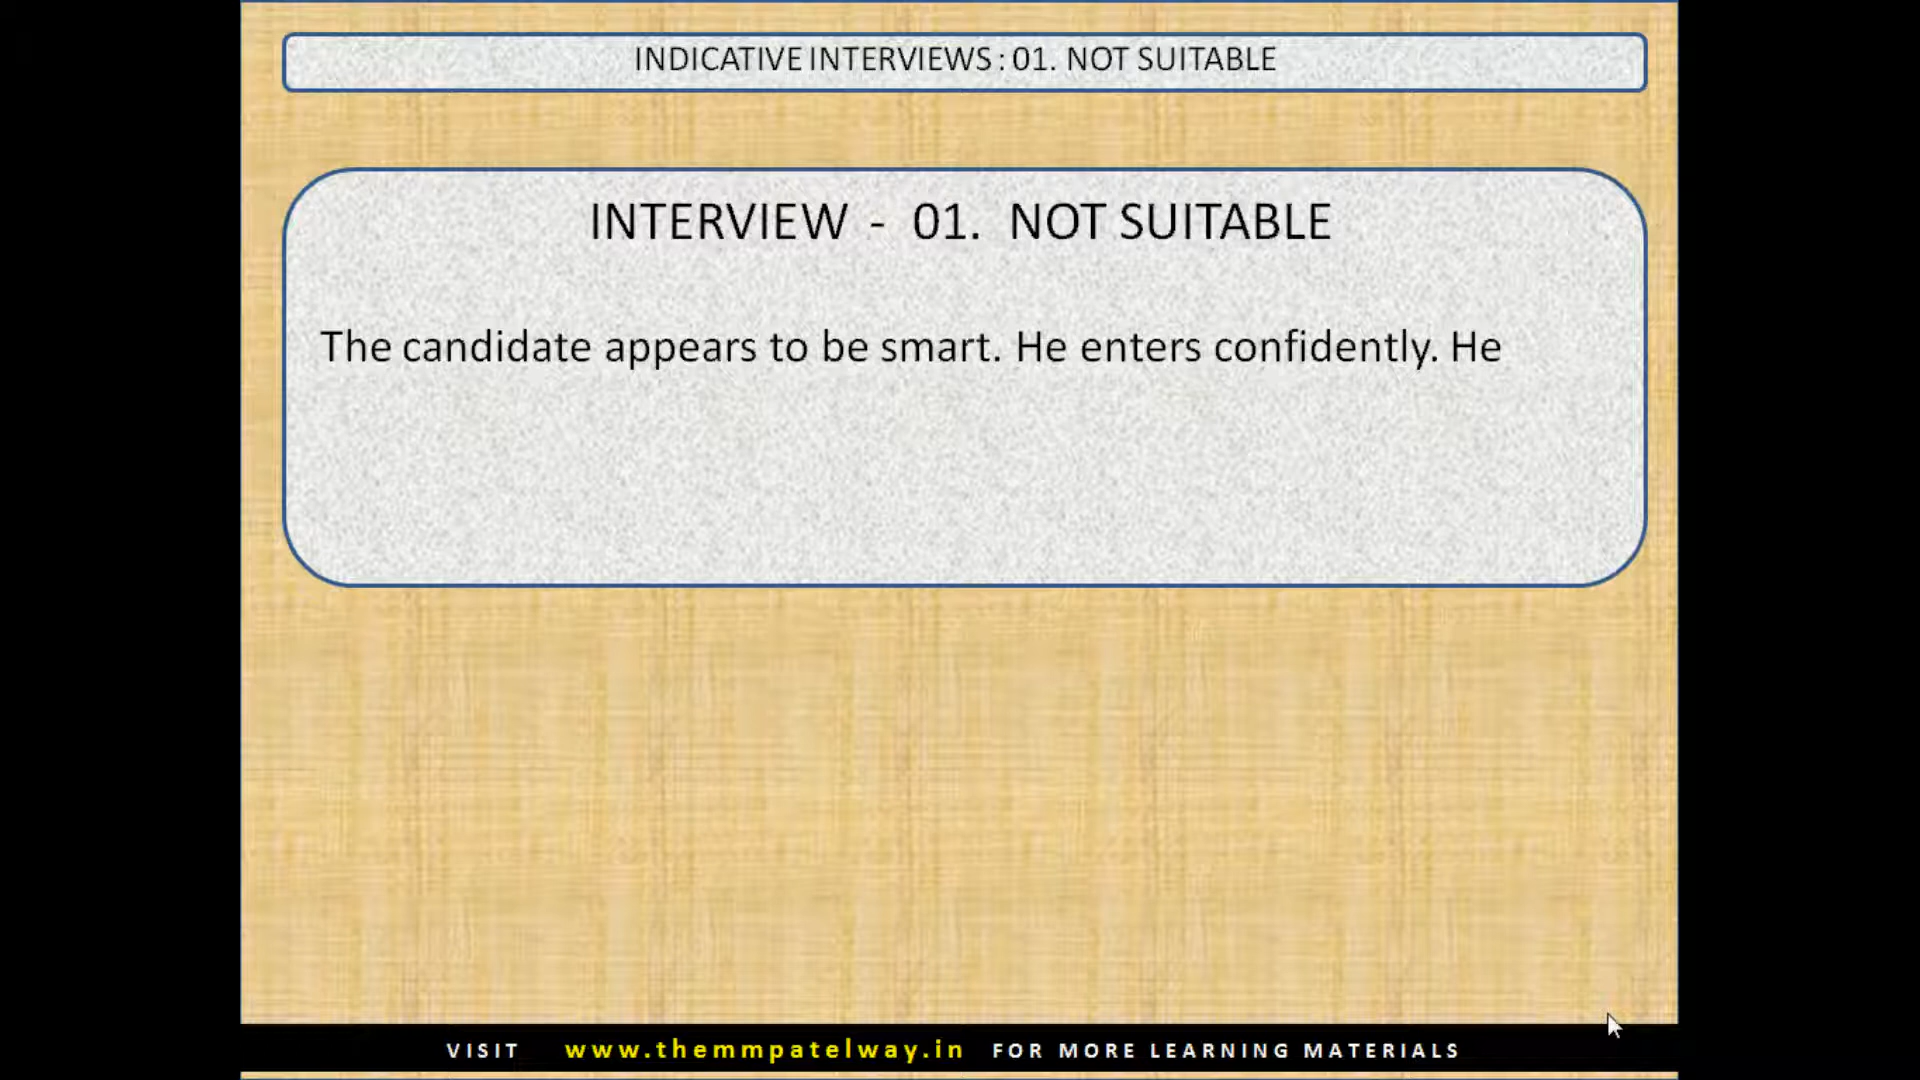 INDICATIVE INTERVIEWS : 01. NOT SUITABLE
INTERVIEW - 01. NOT SUITABLE
The candidate appears to be smart. He enters confidently. He
VISIT www.themmpatelway.in FOR MORE LEARNING MATERIALS